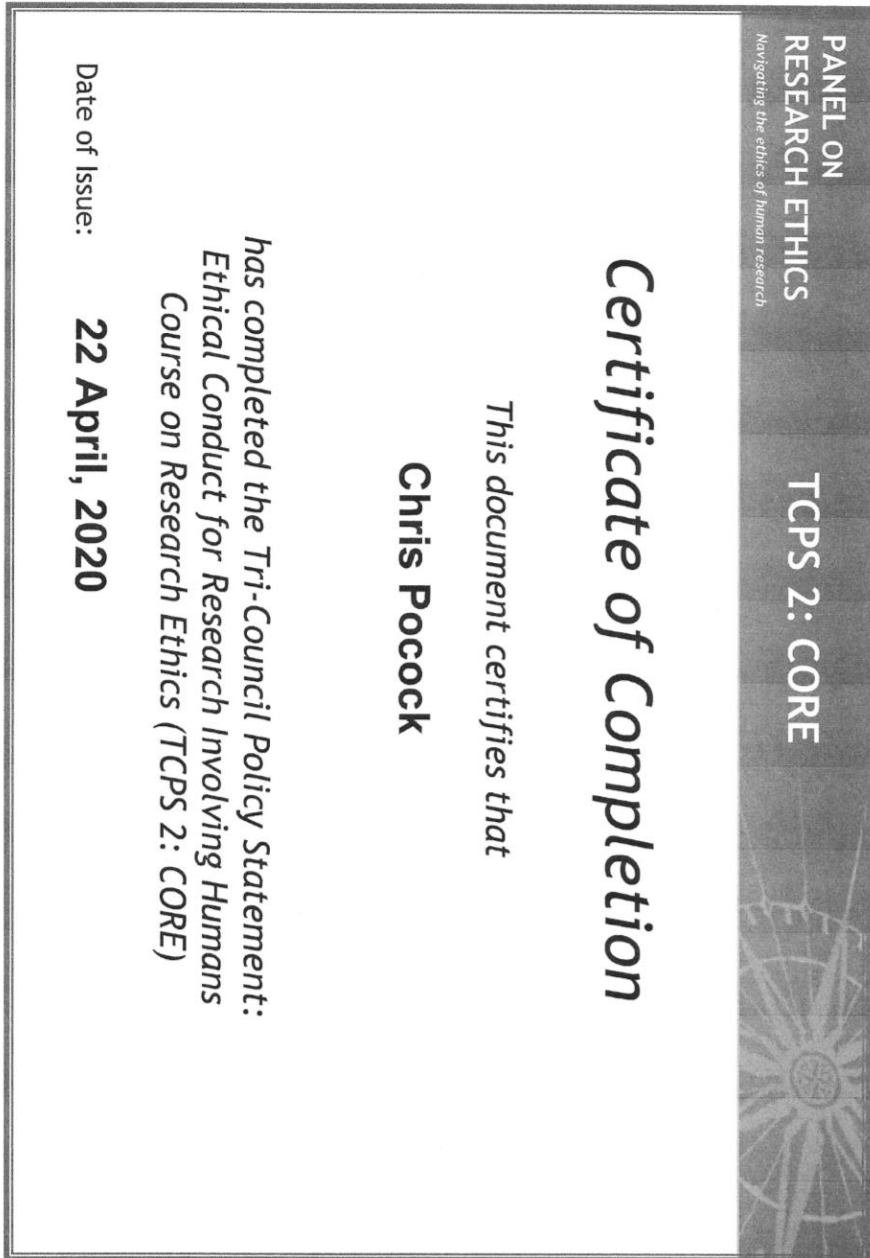 PANEL ON
RESEARCH ETHICS
Navigating the ethics of human research
TCPS 2: CORE
Certificate of Completion
This document certifies that
Chris Pocock
has completed the Tri-Council Policy Statement:
Ethical Conduct for Research Involving Humans
Course on Research Ethics (TCPS 2: CORE)
Date of Issue:
22 April, 2020